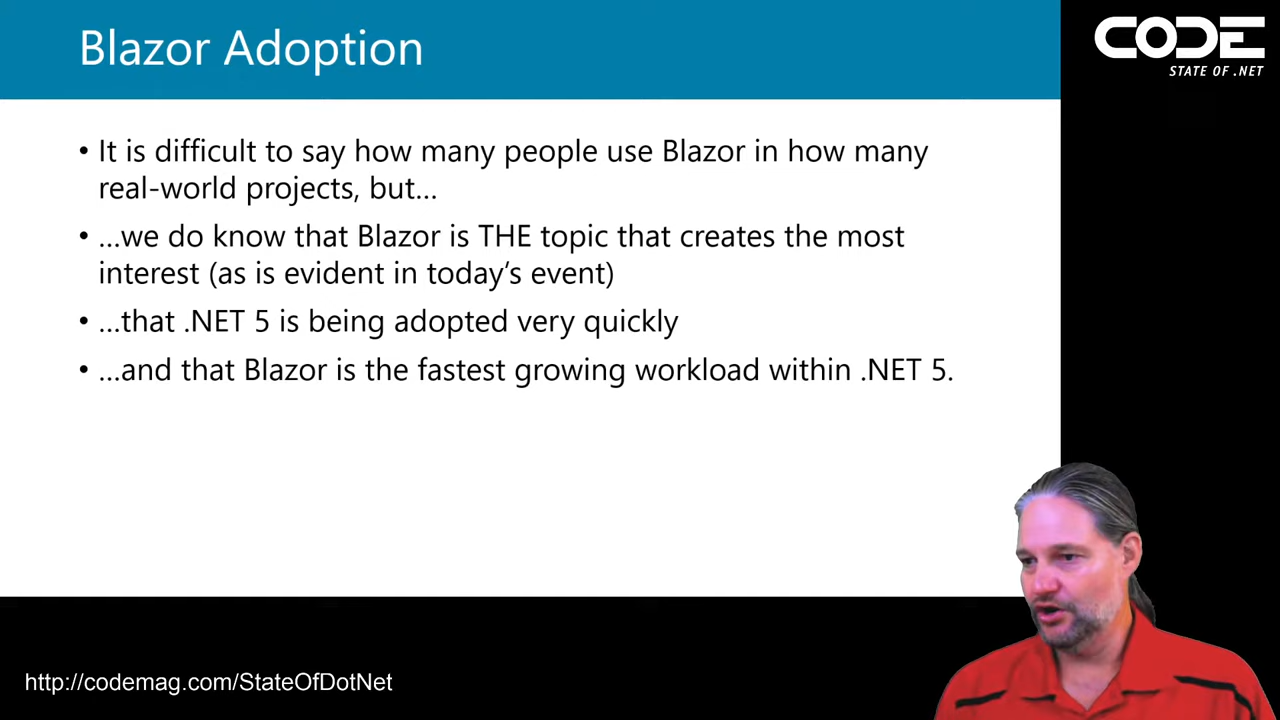 Blazor Adoption
CODE
STATE OF .NET
• It is difficult to say how many people use Blazor in how many
real-world projects, but...
• ...we do know that Blazor is THE topic that creates the most
interest (as is evident in today's event)
• ...that .NET 5 is being adopted very quickly
• ...and that Blazor is the fastest growing workload within .NET 5.
http://codemag.com/StateOfDotNet